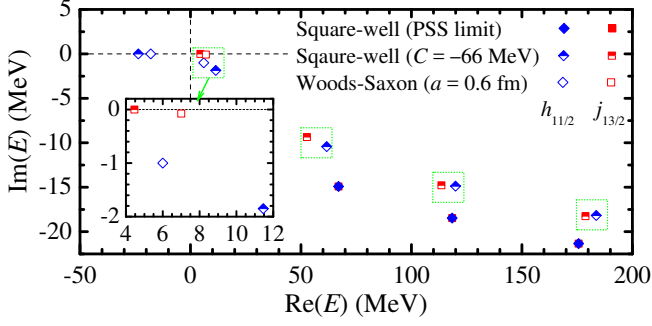 5
0
-5
-10
-15
-20
Im(E) (MeV)
Square-well (PSS limit)
Sqaure-well (C = −66 MeV)
Woods-Saxon (a = 0.6 fm)
h11/2 j13/2
0
-1
-2
4 6 8 10 12
-50 0 50 100 150 200
Re(E) (MeV)